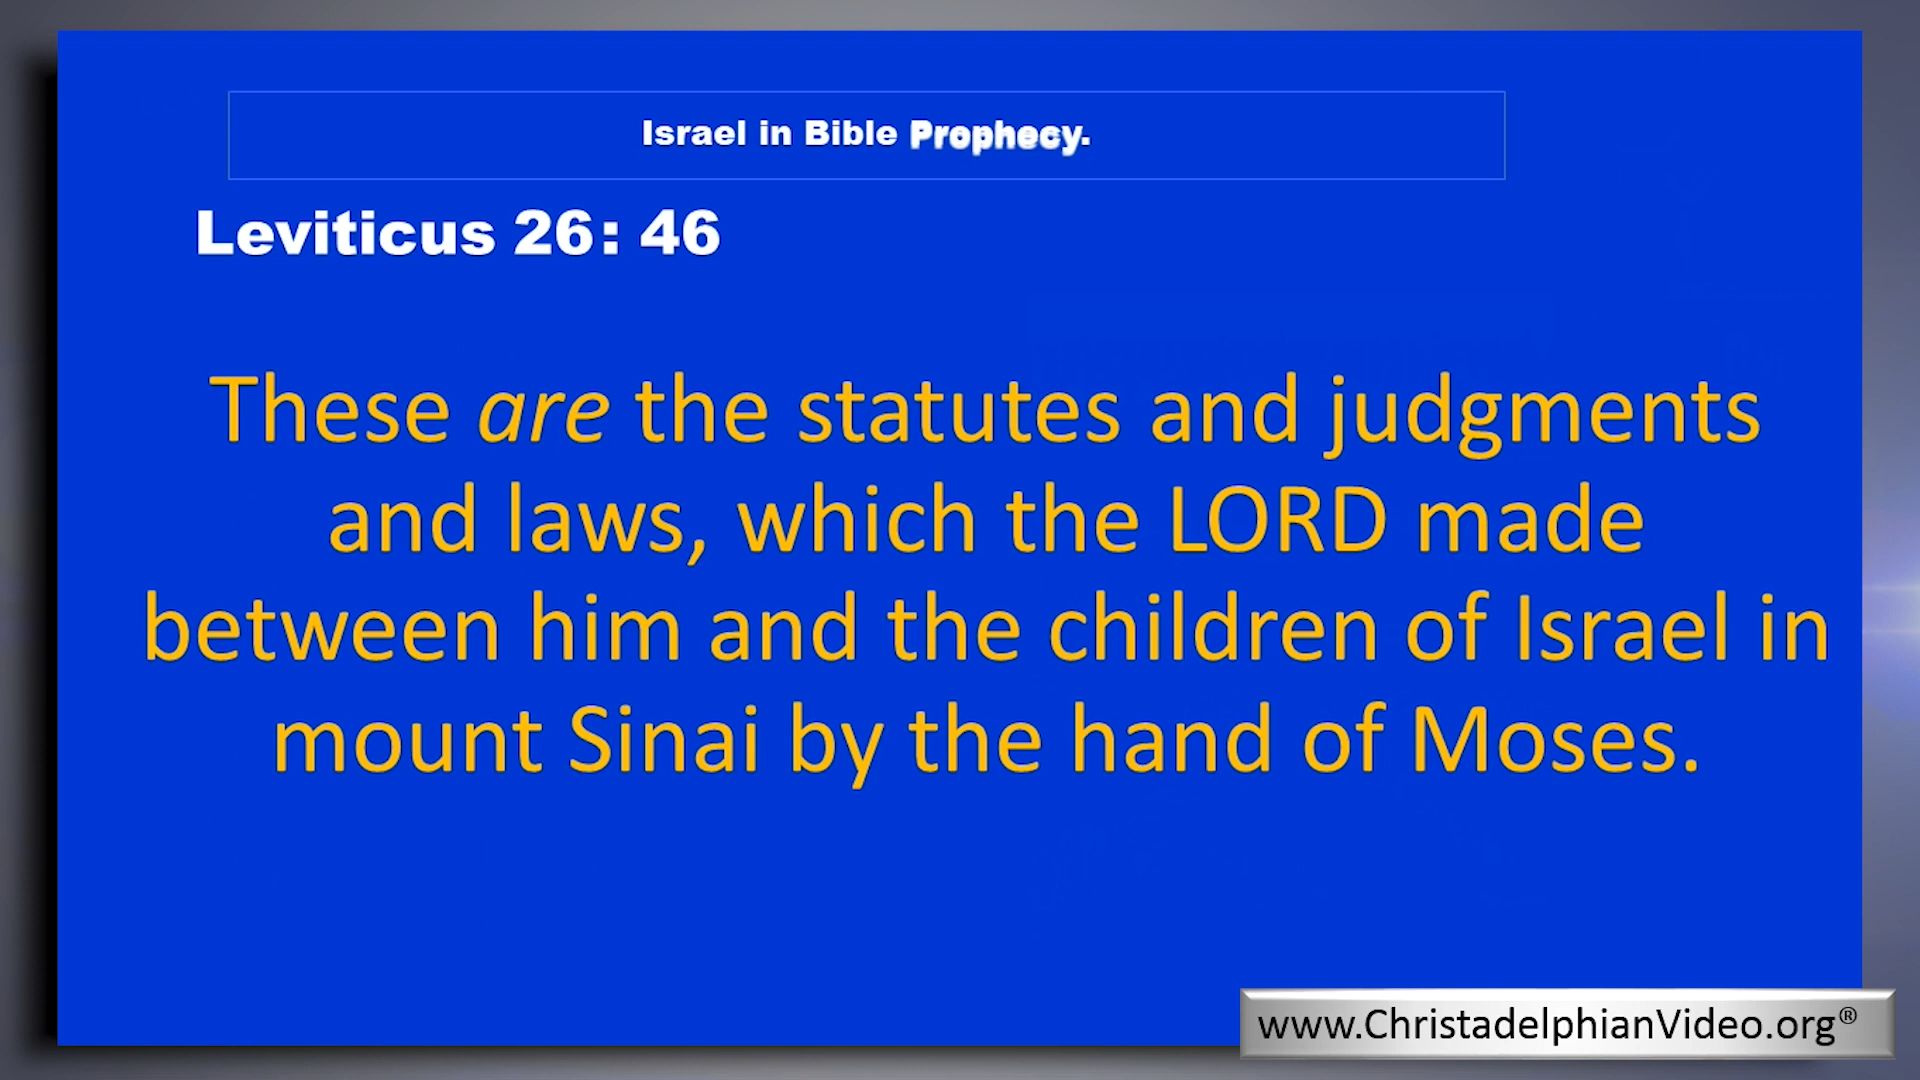 Israel in Bible Prophecy.
Leviticus 26: 46
These are the statutes and judgments
and laws, which the LORD made
between him and the children of Israel in
mount Sinai by the hand of Moses.
www.ChristadelphianVideo.org®